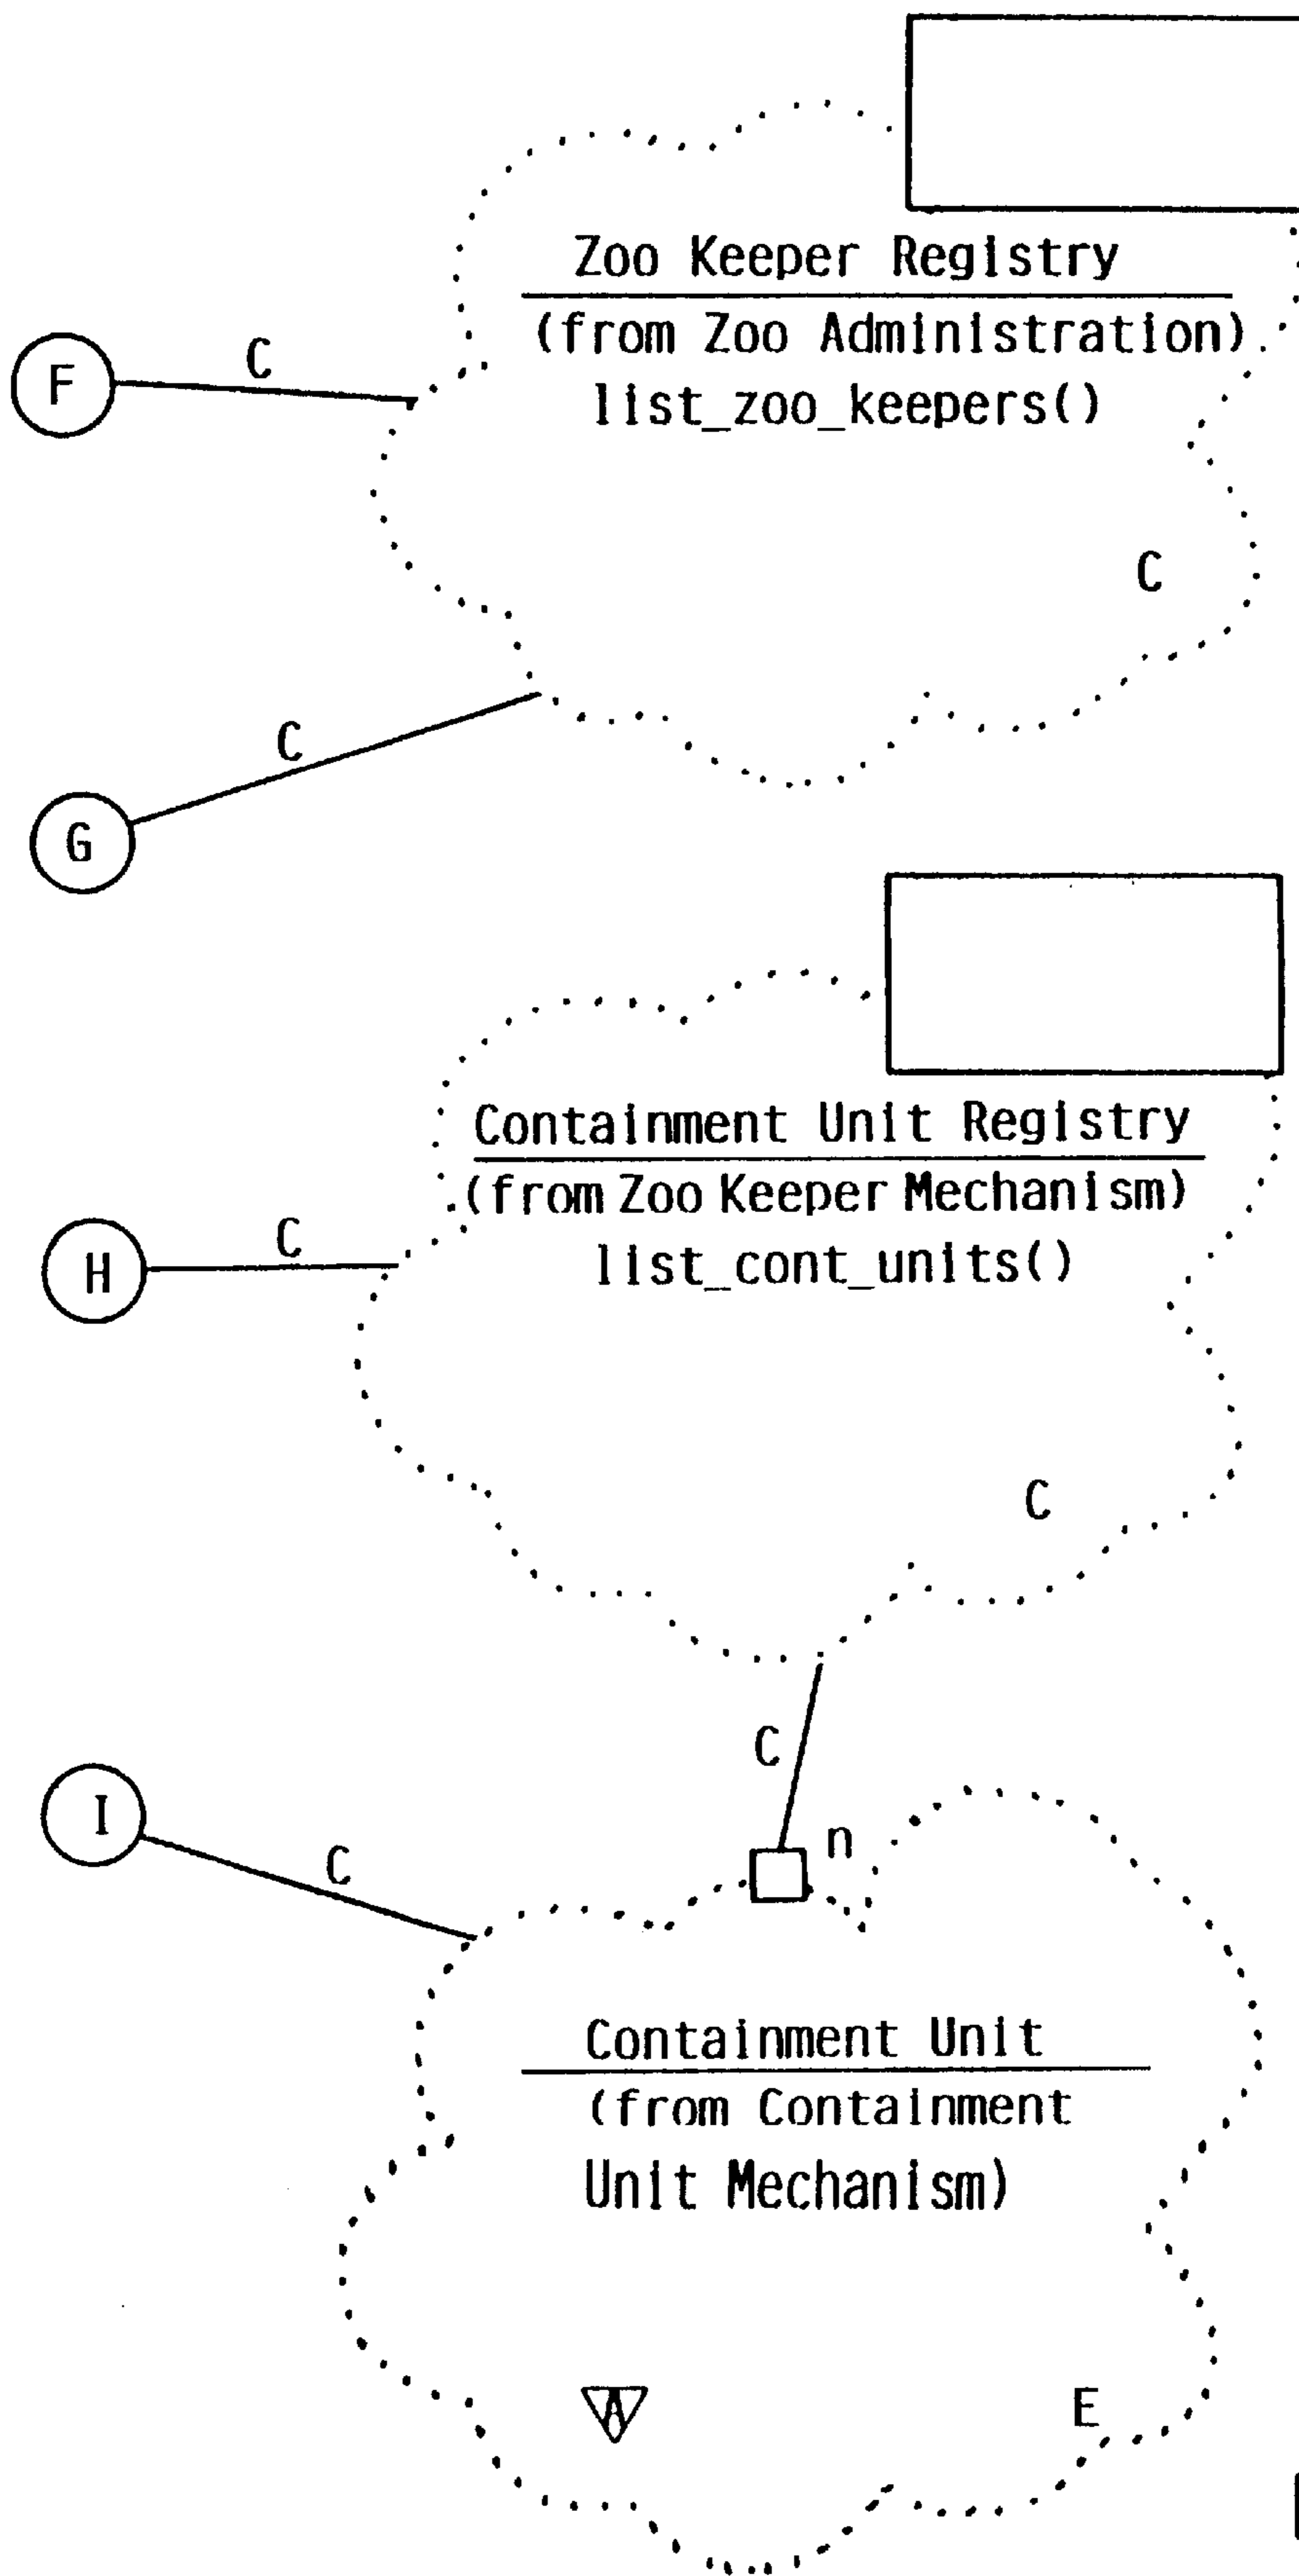 Zoo Keeper Registry
(from Zoo Administration)
list_zoo_keepers()
F
C
C
C
G
Containment Unit Registry
(from Zoo Keeper Mechanism)
list_cont_units()
C
H
C
C
I
C
n
Containment Unit
(from Containment
Unit Mechanism)
A
E